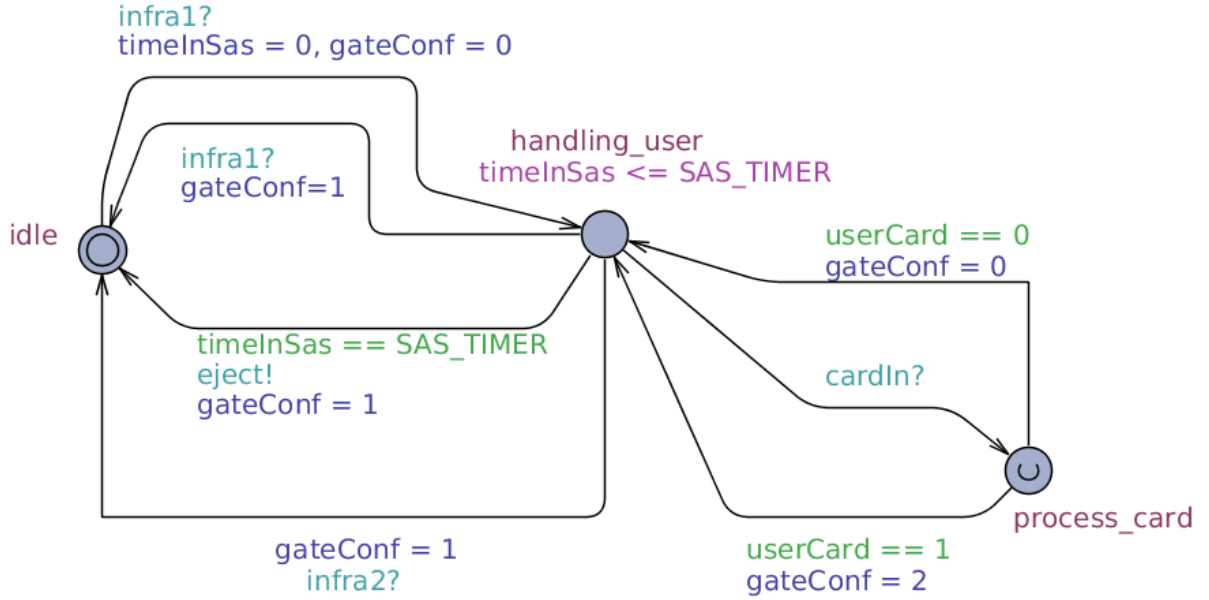 infra1?
timeInSas = 0, gateConf = 0
handling_user
timeInSas <= SAS_TIMER
infra1?
gateConf=1
idle
userCard == 0
gateConf = 0
timeInSas == SAS_TIMER
eject!
gateConf = 1
cardIn?
process_card
gateConf = 1
infra2?
userCard == 1
gateConf = 2